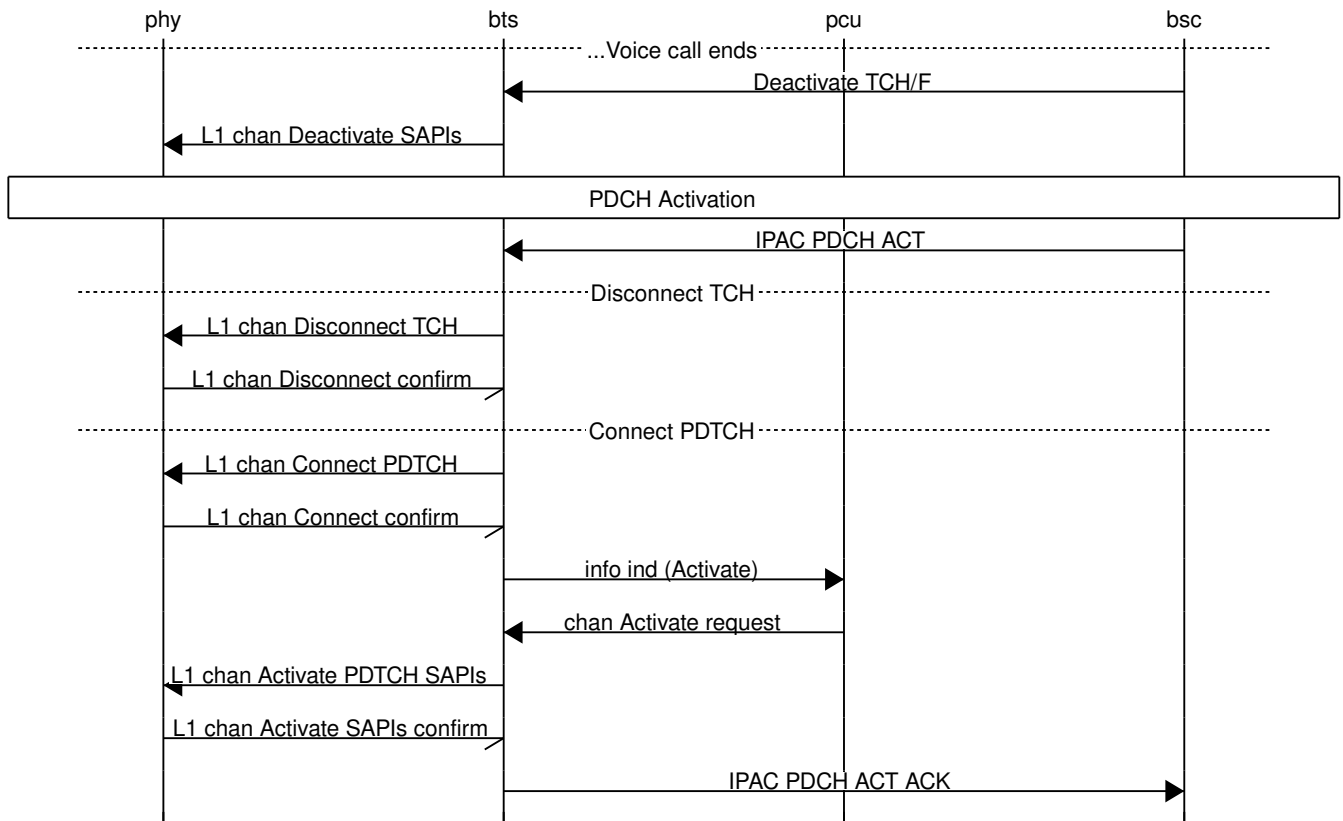 phy bts pcu bsc
...Voice call ends
Deactivate TCH/F
L1 chan Deactivate SAPIs
PDCH Activation
IPAC PDCH ACT
Disconnect TCH
L1 chan Disconnect TCH
L1 chan Disconnect confirm
Connect PDTCH
L1 chan Connect PDTCH
L1 chan Connect confirm
info ind (Activate)
chan Activate request
L1 chan Activate PDTCH SAPIs
L1 chan Activate SAPIs confirm
IPAC PDCH ACT ACK